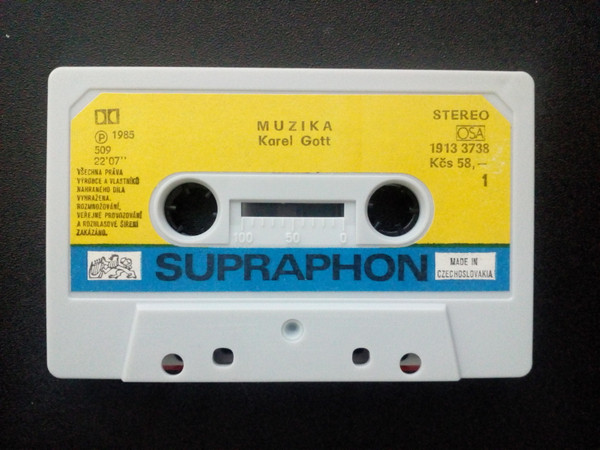 MUZIKA
Karel Gott
℗ 1985
509
22'07"
VŠECHNA PRÁVA
VÝROBCE A VLASTNÍKŮ
NAHRANÉHO DÍLA
VYHRAŽENA.
ROZMNOŽOVÁNÍ,
VEŘEJNÉ PROVOZOVÁNÍ
A ROZHLASOVÉ ŠÍŘENÍ
ZAKÁZÁNO.
STEREO
OSA
1913 3738
Kčs 58,–
1
100 50 0
SUPRAPHON
MADE IN
CZECHOSLOVAKIA